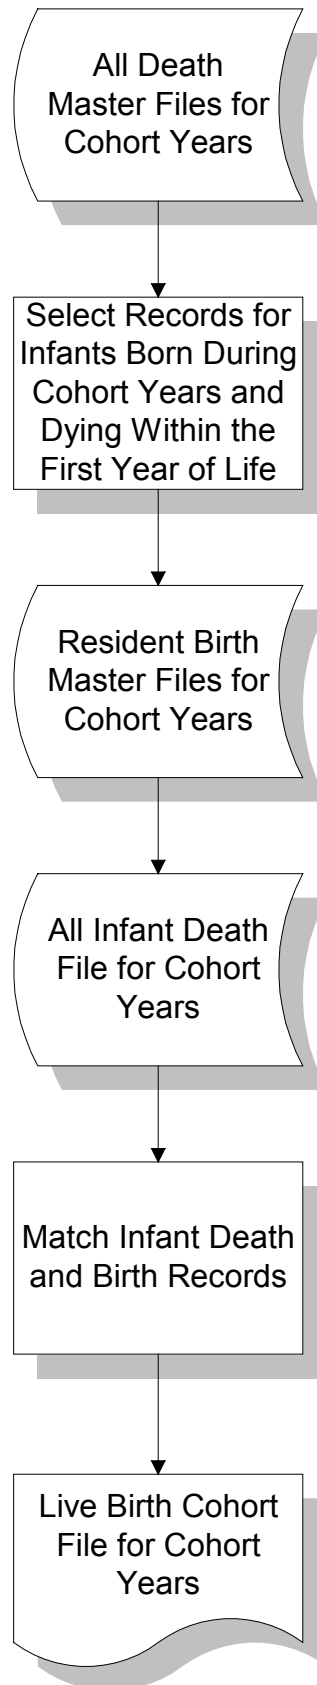 All Death
Master Files for
Cohort Years
Select Records for
Infants Born During
Cohort Years and
Dying Within the
First Year of Life
Resident Birth
Master Files for
Cohort Years
All Infant Death
File for Cohort
Years
Match Infant Death
and Birth Records
Live Birth Cohort
File for Cohort
Years